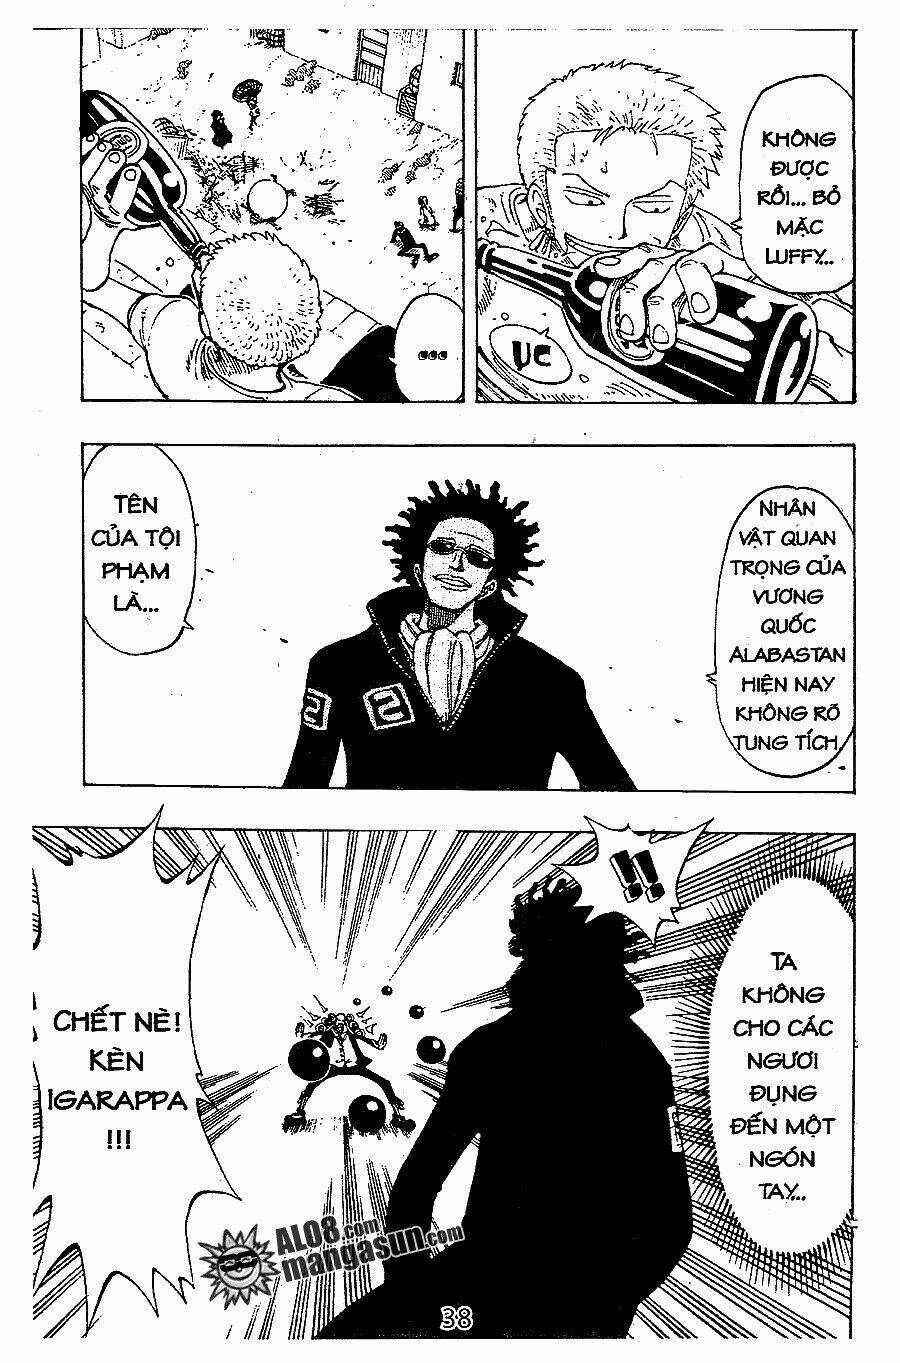 KHÔNG
ĐƯỢC
RỒI... BỎ
MẶC
LUFFY...
ỰC
...
NHÂN
VẬT QUAN
TRỌNG CỦA
VƯƠNG
QUỐC
ALABASTAN
HIỆN NAY
KHÔNG RÕ
TUNG TÍCH
TÊN
CỦA TỘI
PHẠM
LÀ...
!!
TA
KHÔNG
CHO CÁC
NGƯƠI
ĐỤNG
ĐẾN MỘT
NGÓN
TAY...
CHẾT NÈ!
KÈN
IGARAPPA
!!!
ALO8.com
mangasun.com
38